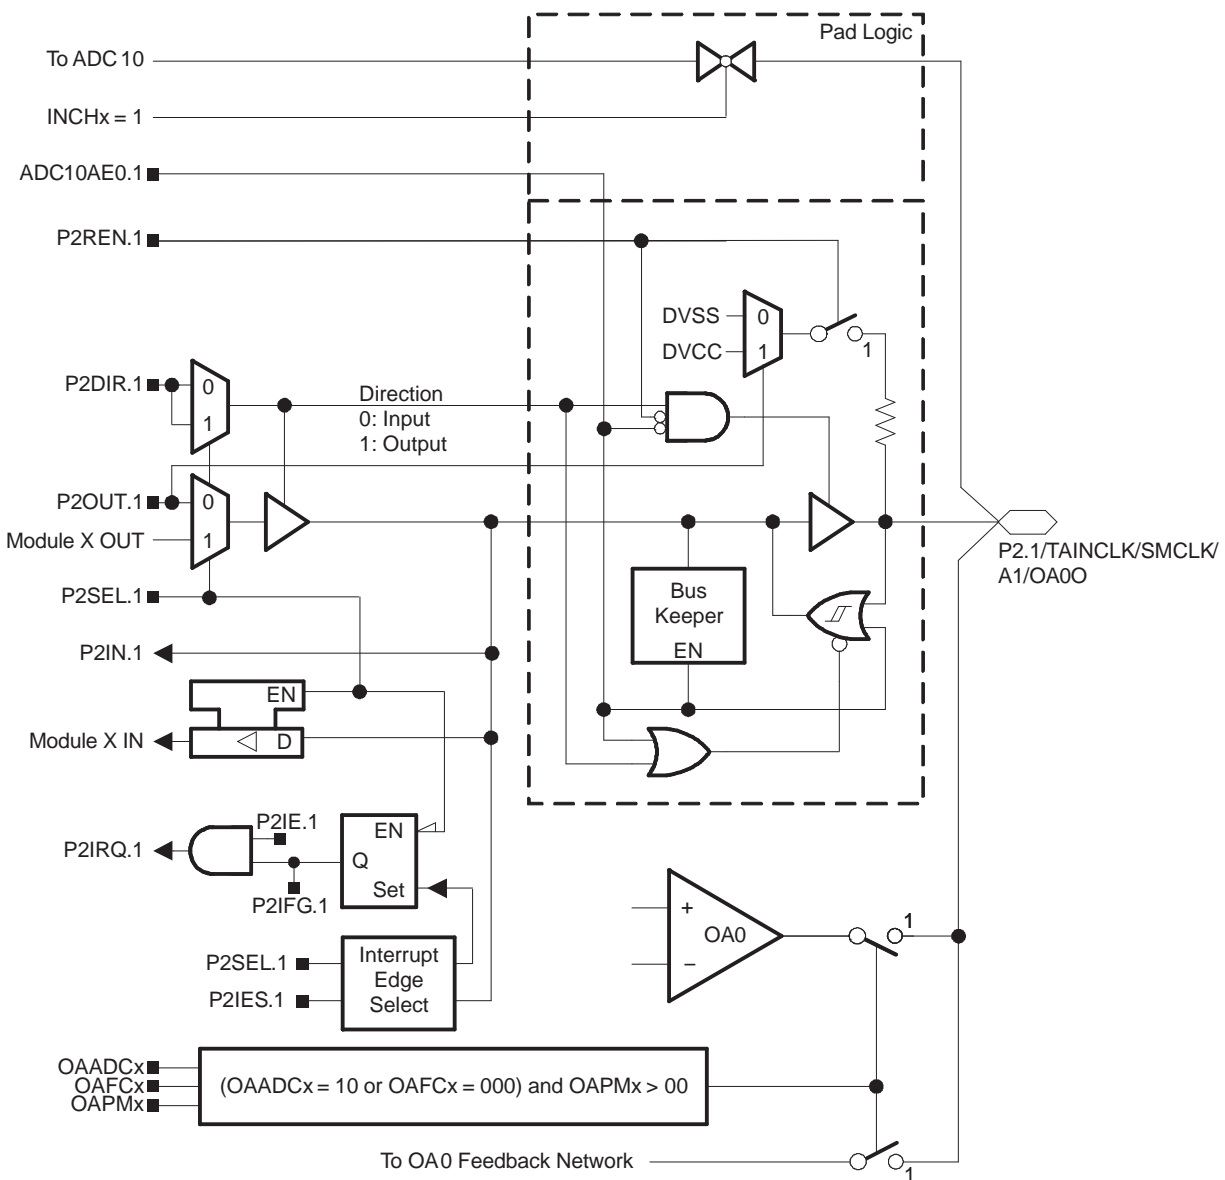 Pad Logic
To ADC 10
INCHx = 1
ADC10AE0.1
P2REN.1
DVSS
0
DVCC
1
1
P2DIR.1
0
1
Direction
0: Input
1: Output
P2OUT.1
0
Module X OUT
1
P2.1/TAINCLK/SMCLK/
A1/OA0O
P2SEL.1
Bus
Keeper
EN
P2IN.1
EN
Module X IN
D
P2IE.1
EN
P2IRQ.1
Q
Set
P2IFG.1
+
OA0
−
1
P2SEL.1
Interrupt
Edge
Select
P2IES.1
OAADCx
OAFCx
OAPMx
(OAADCx = 10 or OAFCx = 000) and OAPMx > 00
To OA0 Feedback Network
1